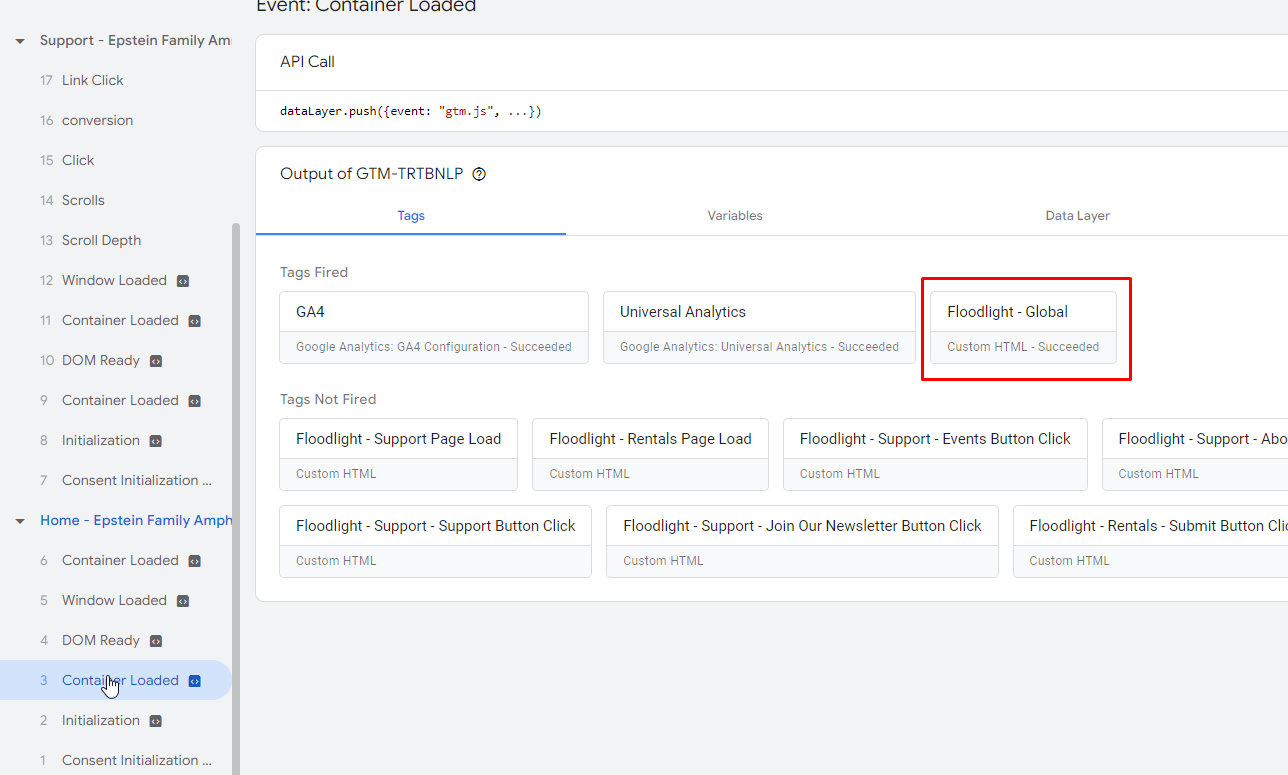 Event: Container Loaded
Support - Epstein Family Am
17 Link Click
16 conversion
15 Click
14 Scrolls
13 Scroll Depth
12 Window Loaded
11 Container Loaded
10 DOM Ready
9 Container Loaded
8 Initialization
7 Consent Initialization ...
Home - Epstein Family Amph
6 Container Loaded
5 Window Loaded
4 DOM Ready
3 Container Loaded
2 Initialization
1 Consent Initialization ...
API Call
dataLayer.push({event: "gtm.js", ...})
Output of GTM-TRTBNLP
Tags Variables Data Layer
Tags Fired
GA4
Google Analytics: GA4 Configuration - Succeeded
Universal Analytics
Google Analytics: Universal Analytics - Succeeded
Floodlight - Global
Custom HTML - Succeeded
Tags Not Fired
Floodlight - Support Page Load
Custom HTML
Floodlight - Rentals Page Load
Custom HTML
Floodlight - Support - Events Button Click
Custom HTML
Floodlight - Support - Abo
Custom HTML
Floodlight - Support - Support Button Click
Custom HTML
Floodlight - Support - Join Our Newsletter Button Click
Custom HTML
Floodlight - Rentals - Submit Button Clic
Custom HTML